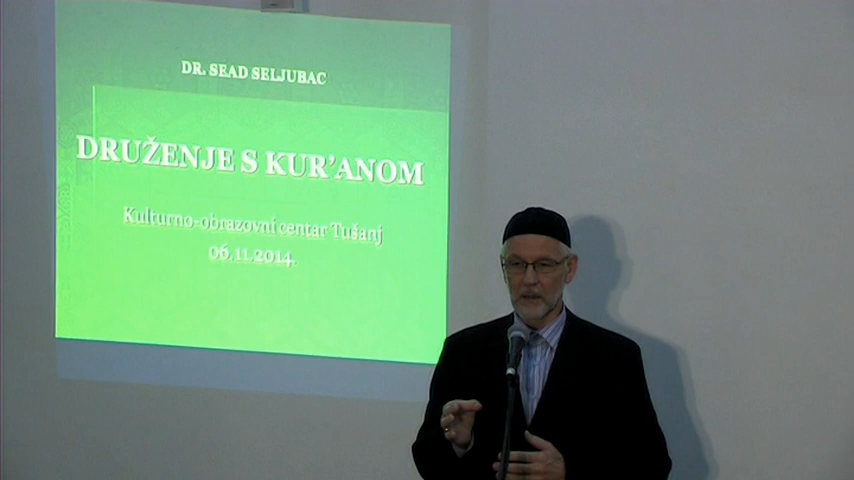 DR. SEAD SELJUBAC
DRUŽENJE S KUR'ANOM
Kulturno-obrazovni centar Tušanj
06.11.2014.